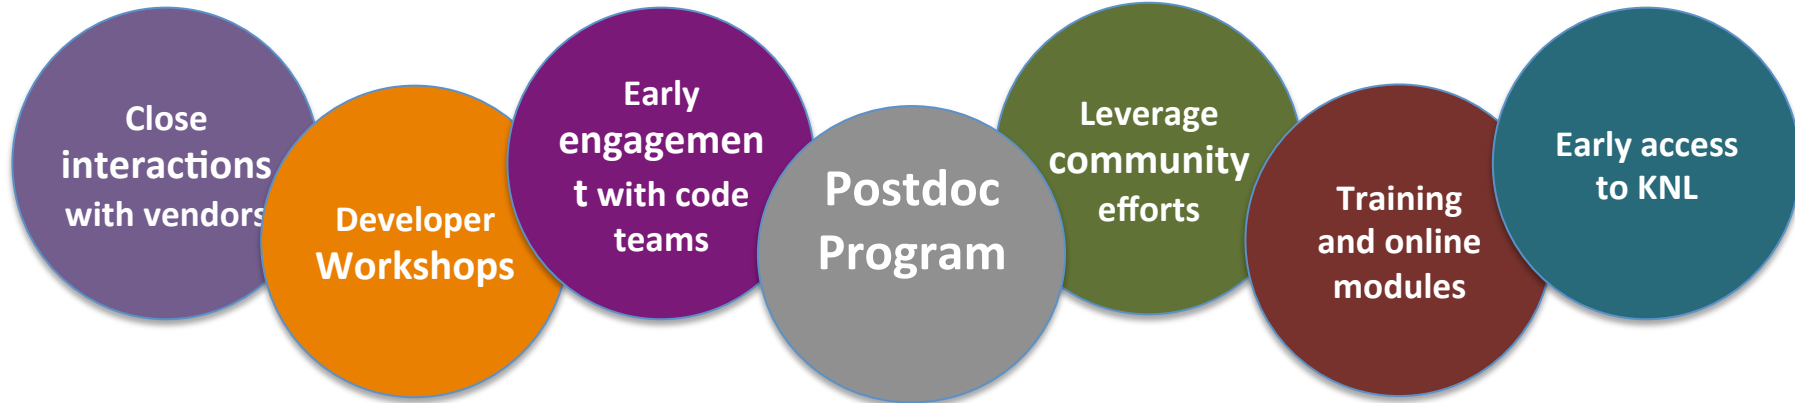 Close
interactions
with vendors
Developer
Workshops
Early
engagemen
t with code
teams
Postdoc
Program
Leverage
community
efforts
Training
and online
modules
Early access
to KNL